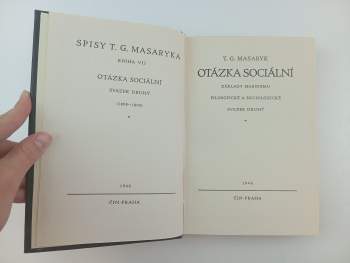 SPISY T. G. MASARYKA
KNIHA VII
OTÁZKA SOCIÁLNÍ
SVAZEK DRUHÝ
1946
ČIN-PRAHA
T. G. MASARYK
OTÁZKA SOCIÁLNÍ
ZÁKLADY MARXISMU
FILOSOFICKÉ A SOCIOLOGICKÉ
SVAZEK DRUHÝ
1946
ČIN-PRAHA